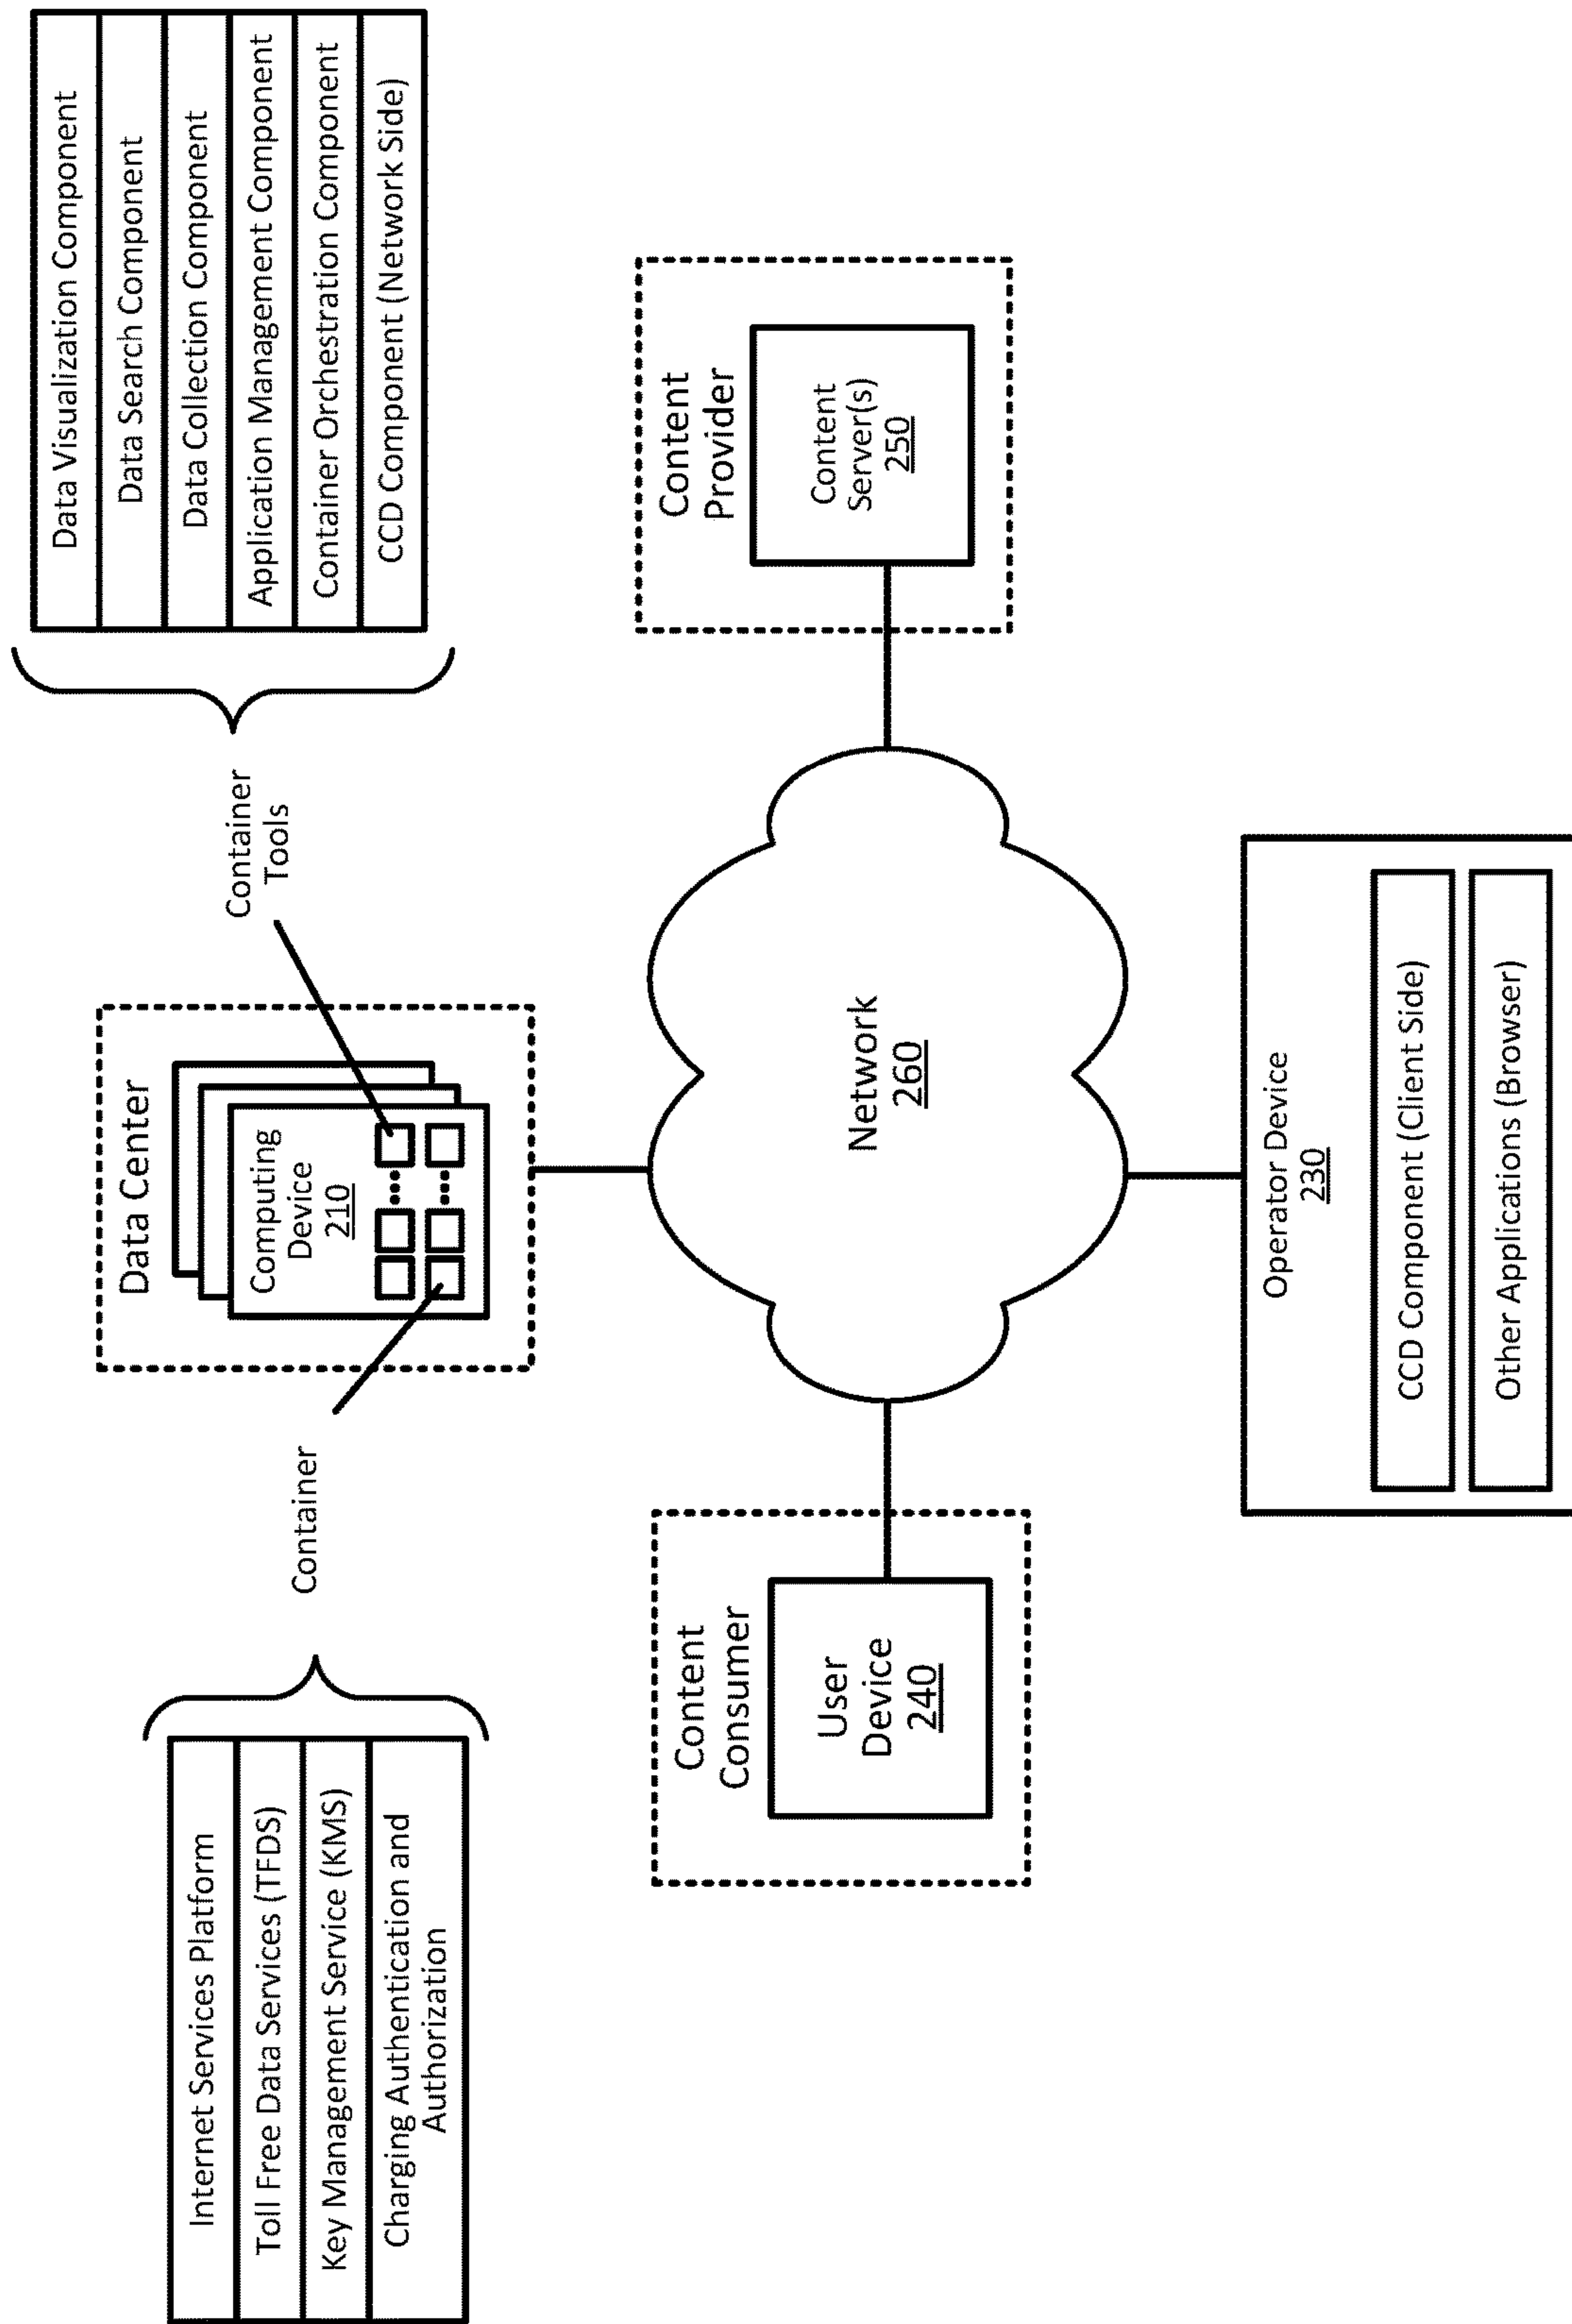 Internet Services Platform
Toll Free Data Services (TFDS)
Key Management Service (KMS)
Charging Authentication and
Authorization
Container
Data Center
Computing
Device
210
Container
Tools
Data Visualization Component
Data Search Component
Data Collection Component
Application Management Component
Container Orchestration Component
CCD Component (Network Side)
Content
Consumer
User
Device
240
Network
260
Content
Provider
Content
Server(s)
250
Operator Device
230
CCD Component (Client Side)
Other Applications (Browser)